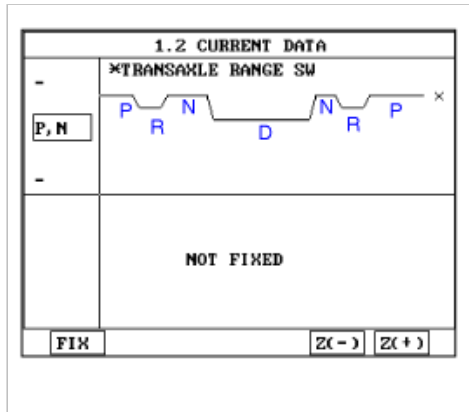 1.2 CURRENT DATA
*TRANSAXLE RANGE SW
-
P R N D N R P ×
P, N
-
NOT FIXED
FIX Z(-) Z(+)